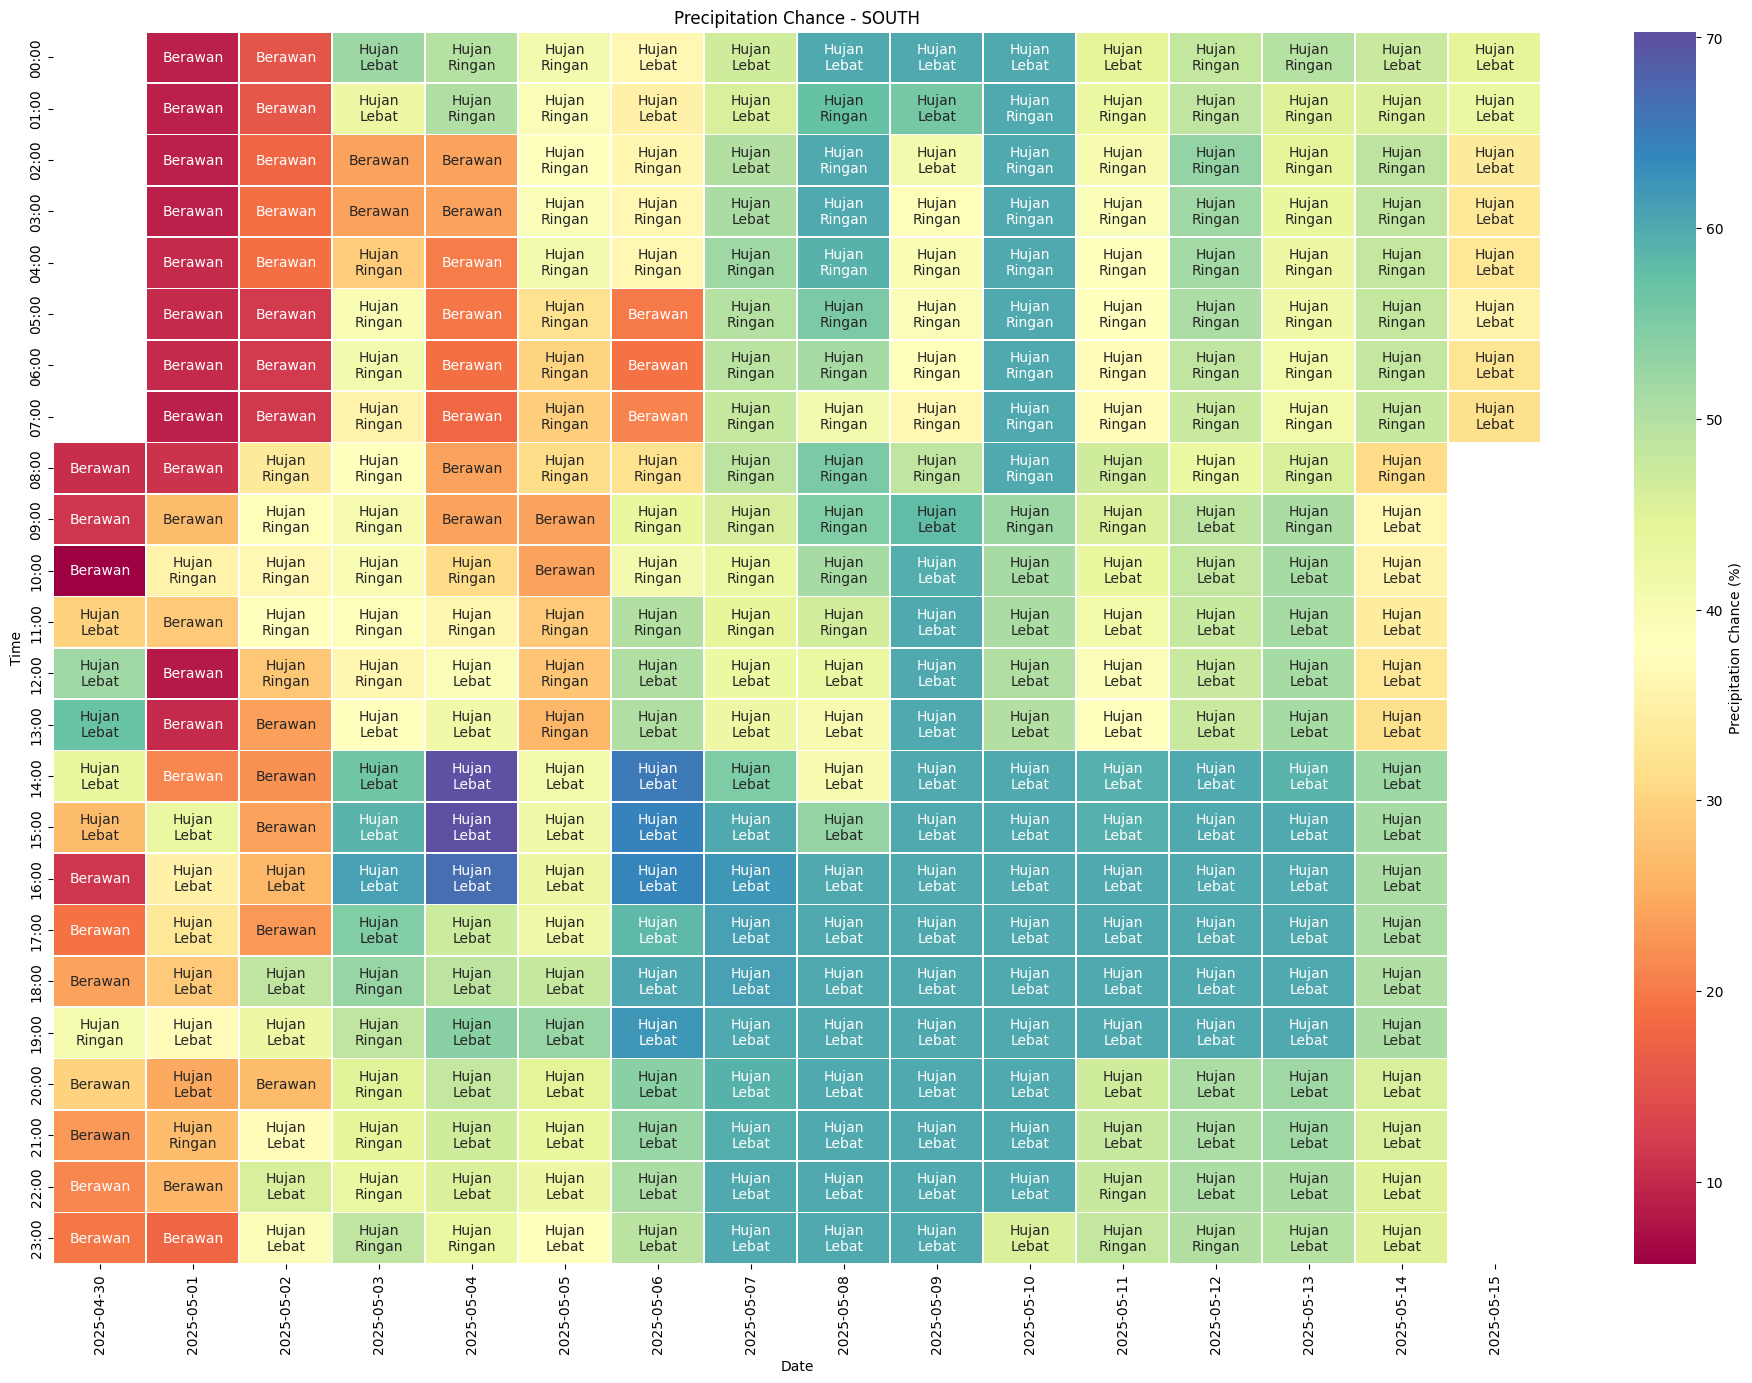 Precipitation Chance - SOUTH
00:00 Berawan Berawan Hujan Lebat Hujan Ringan Hujan Ringan Hujan Lebat Hujan Lebat Hujan Lebat Hujan Lebat Hujan Lebat Hujan Lebat Hujan Ringan Hujan Ringan Hujan Lebat Hujan Lebat
01:00 Berawan Berawan Hujan Lebat Hujan Ringan Hujan Ringan Hujan Lebat Hujan Lebat Hujan Ringan Hujan Lebat Hujan Ringan Hujan Ringan Hujan Ringan Hujan Ringan Hujan Ringan Hujan Lebat
02:00 Berawan Berawan Berawan Berawan Hujan Ringan Hujan Ringan Hujan Lebat Hujan Ringan Hujan Lebat Hujan Ringan Hujan Ringan Hujan Ringan Hujan Ringan Hujan Ringan Hujan Lebat
03:00 Berawan Berawan Berawan Berawan Hujan Ringan Hujan Ringan Hujan Lebat Hujan Ringan Hujan Ringan Hujan Ringan Hujan Ringan Hujan Ringan Hujan Ringan Hujan Ringan Hujan Lebat
04:00 Berawan Berawan Hujan Ringan Berawan Hujan Ringan Hujan Ringan Hujan Ringan Hujan Ringan Hujan Ringan Hujan Ringan Hujan Ringan Hujan Ringan Hujan Ringan Hujan Ringan Hujan Lebat
05:00 Berawan Berawan Hujan Ringan Berawan Hujan Ringan Berawan Hujan Ringan Hujan Ringan Hujan Ringan Hujan Ringan Hujan Ringan Hujan Ringan Hujan Ringan Hujan Ringan Hujan Lebat
06:00 Berawan Berawan Hujan Ringan Berawan Hujan Ringan Berawan Hujan Ringan Hujan Ringan Hujan Ringan Hujan Ringan Hujan Ringan Hujan Ringan Hujan Ringan Hujan Ringan Hujan Lebat
07:00 Berawan Berawan Hujan Ringan Berawan Hujan Ringan Berawan Hujan Ringan Hujan Ringan Hujan Ringan Hujan Ringan Hujan Ringan Hujan Ringan Hujan Ringan Hujan Ringan Hujan Lebat
08:00 Berawan Berawan Hujan Ringan Hujan Ringan Berawan Hujan Ringan Hujan Ringan Hujan Ringan Hujan Ringan Hujan Ringan Hujan Ringan Hujan Ringan Hujan Ringan Hujan Ringan Hujan Ringan
09:00 Berawan Berawan Hujan Ringan Hujan Ringan Berawan Berawan Hujan Ringan Hujan Ringan Hujan Ringan Hujan Lebat Hujan Ringan Hujan Ringan Hujan Lebat Hujan Ringan Hujan Lebat
10:00 Berawan Hujan Ringan Hujan Ringan Hujan Ringan Hujan Ringan Berawan Hujan Ringan Hujan Ringan Hujan Ringan Hujan Lebat Hujan Lebat Hujan Lebat Hujan Lebat Hujan Lebat Hujan Lebat
11:00 Hujan Lebat Berawan Hujan Ringan Hujan Ringan Hujan Ringan Hujan Ringan Hujan Ringan Hujan Ringan Hujan Ringan Hujan Lebat Hujan Lebat Hujan Lebat Hujan Lebat Hujan Lebat Hujan Lebat
12:00 Hujan Lebat Berawan Hujan Ringan Hujan Ringan Hujan Lebat Hujan Ringan Hujan Lebat Hujan Lebat Hujan Lebat Hujan Lebat Hujan Lebat Hujan Lebat Hujan Lebat Hujan Lebat Hujan Lebat
13:00 Hujan Lebat Berawan Berawan Hujan Lebat Hujan Lebat Hujan Ringan Hujan Lebat Hujan Lebat Hujan Lebat Hujan Lebat Hujan Lebat Hujan Lebat Hujan Lebat Hujan Lebat Hujan Lebat
14:00 Hujan Lebat Berawan Berawan Hujan Lebat Hujan Lebat Hujan Lebat Hujan Lebat Hujan Lebat Hujan Lebat Hujan Lebat Hujan Lebat Hujan Lebat Hujan Lebat Hujan Lebat Hujan Lebat
15:00 Hujan Lebat Hujan Lebat Berawan Hujan Lebat Hujan Lebat Hujan Lebat Hujan Lebat Hujan Lebat Hujan Lebat Hujan Lebat Hujan Lebat Hujan Lebat Hujan Lebat Hujan Lebat Hujan Lebat
16:00 Berawan Hujan Lebat Hujan Lebat Hujan Lebat Hujan Lebat Hujan Lebat Hujan Lebat Hujan Lebat Hujan Lebat Hujan Lebat Hujan Lebat Hujan Lebat Hujan Lebat Hujan Lebat Hujan Lebat
17:00 Berawan Hujan Lebat Berawan Hujan Lebat Hujan Lebat Hujan Lebat Hujan Lebat Hujan Lebat Hujan Lebat Hujan Lebat Hujan Lebat Hujan Lebat Hujan Lebat Hujan Lebat Hujan Lebat
18:00 Berawan Hujan Lebat Hujan Lebat Hujan Ringan Hujan Lebat Hujan Lebat Hujan Lebat Hujan Lebat Hujan Lebat Hujan Lebat Hujan Lebat Hujan Lebat Hujan Lebat Hujan Lebat Hujan Lebat
19:00 Hujan Ringan Hujan Lebat Hujan Lebat Hujan Ringan Hujan Lebat Hujan Lebat Hujan Lebat Hujan Lebat Hujan Lebat Hujan Lebat Hujan Lebat Hujan Lebat Hujan Lebat Hujan Lebat Hujan Lebat
20:00 Berawan Hujan Lebat Berawan Hujan Ringan Hujan Lebat Hujan Lebat Hujan Lebat Hujan Lebat Hujan Lebat Hujan Lebat Hujan Lebat Hujan Lebat Hujan Lebat Hujan Lebat Hujan Lebat
21:00 Berawan Hujan Ringan Hujan Lebat Hujan Ringan Hujan Lebat Hujan Lebat Hujan Lebat Hujan Lebat Hujan Lebat Hujan Lebat Hujan Lebat Hujan Lebat Hujan Lebat Hujan Lebat Hujan Lebat
22:00 Berawan Berawan Hujan Lebat Hujan Ringan Hujan Lebat Hujan Lebat Hujan Lebat Hujan Lebat Hujan Lebat Hujan Lebat Hujan Lebat Hujan Ringan Hujan Lebat Hujan Lebat Hujan Lebat
23:00 Berawan Berawan Hujan Lebat Hujan Ringan Hujan Ringan Hujan Lebat Hujan Lebat Hujan Lebat Hujan Lebat Hujan Lebat Hujan Lebat Hujan Ringan Hujan Ringan Hujan Lebat Hujan Lebat
Time
2025-04-30 2025-05-01 2025-05-02 2025-05-03 2025-05-04 2025-05-05 2025-05-06 2025-05-07 2025-05-08 2025-05-09 2025-05-10 2025-05-11 2025-05-12 2025-05-13 2025-05-14 2025-05-15
Date
70
60
50
40
30
20
10
Precipitation Chance (%)